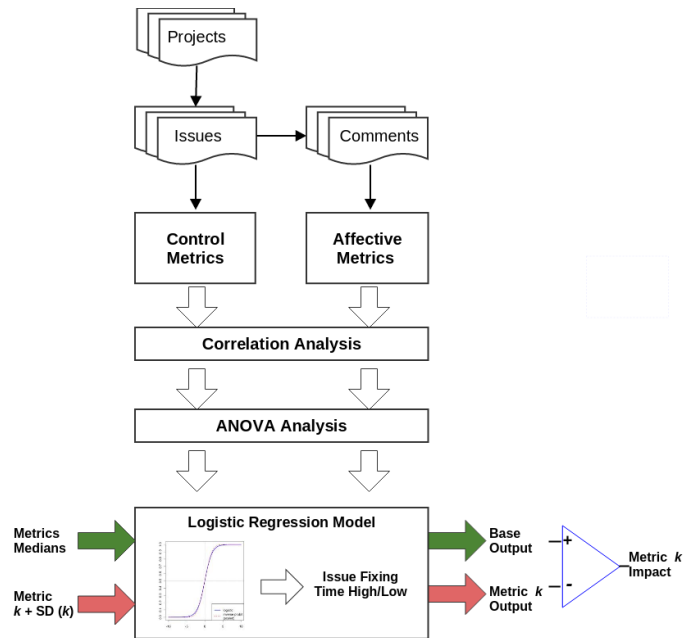 Projects
Issues
Comments
Control
Metrics
Affective
Metrics
Correlation Analysis
ANOVA Analysis
Logistic Regression Model
Metrics
Medians
Metric
k + SD (k)
Issue Fixing
Time High/Low
Base
Output
Metric k
Output
+
-
Metric k
Impact